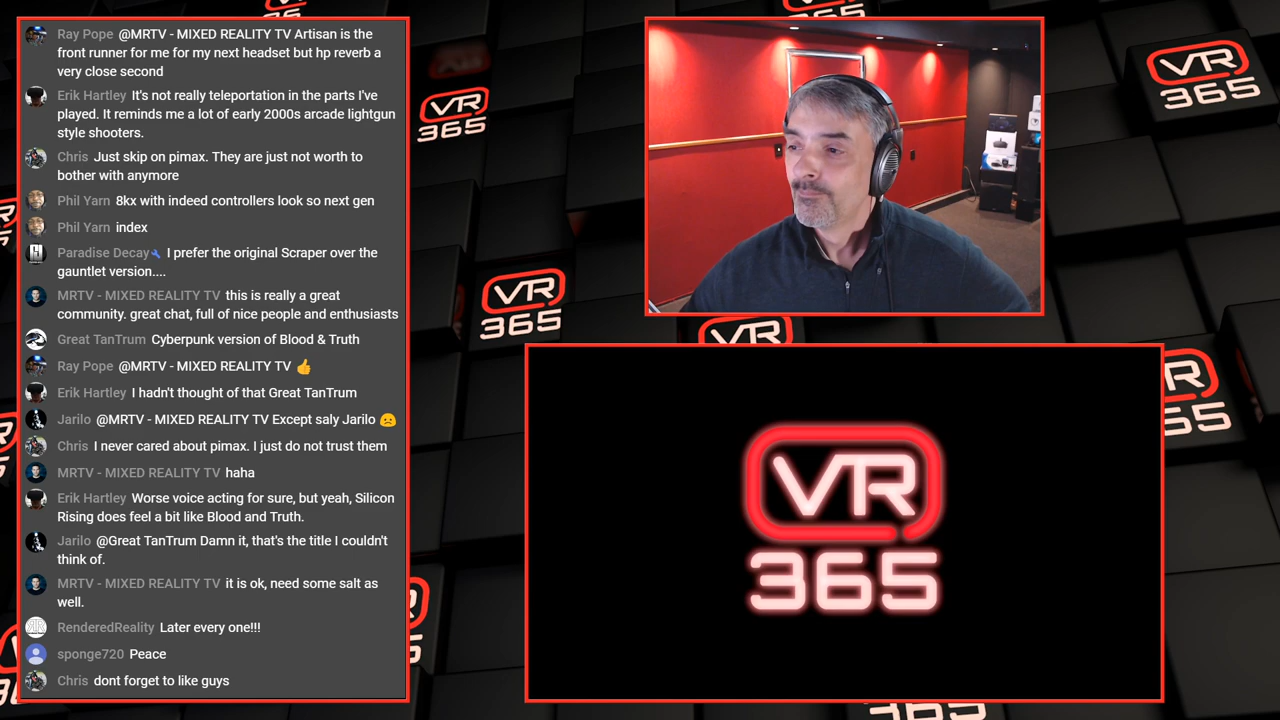 Ray Pope @MRTV - MIXED REALITY TV Artisan is the
front runner for me for my next headset but hp reverb a
very close second
Erik Hartley It's not really teleportation in the parts I've
played. It reminds me a lot of early 2000s arcade lightgun
style shooters.
Chris Just skip on pimax. They are just not worth to
bother with anymore
Phil Yarn 8kx with indeed controllers look so next gen
Phil Yarn index
Paradise Decay I prefer the original Scraper over the
gauntlet version....
MRTV - MIXED REALITY TV this is really a great
community. great chat, full of nice people and enthusiasts
Great TanTrum Cyberpunk version of Blood & Truth
Ray Pope @MRTV - MIXED REALITY TV 👍
Erik Hartley I hadn't thought of that Great TanTrum
Jarilo @MRTV - MIXED REALITY TV Except saly Jarilo 🙁
Chris I never cared about pimax. I just do not trust them
MRTV - MIXED REALITY TV haha
Erik Hartley Worse voice acting for sure, but yeah, Silicon
Rising does feel a bit like Blood and Truth.
Jarilo @Great TanTrum Damn it, that's the title I couldn't
think of.
MRTV - MIXED REALITY TV it is ok, need some salt as
well.
RenderedReality Later every one!!!
sponge720 Peace
Chris dont forget to like guys
VR
365
VR
365
VR
365
VR
VR
365
365